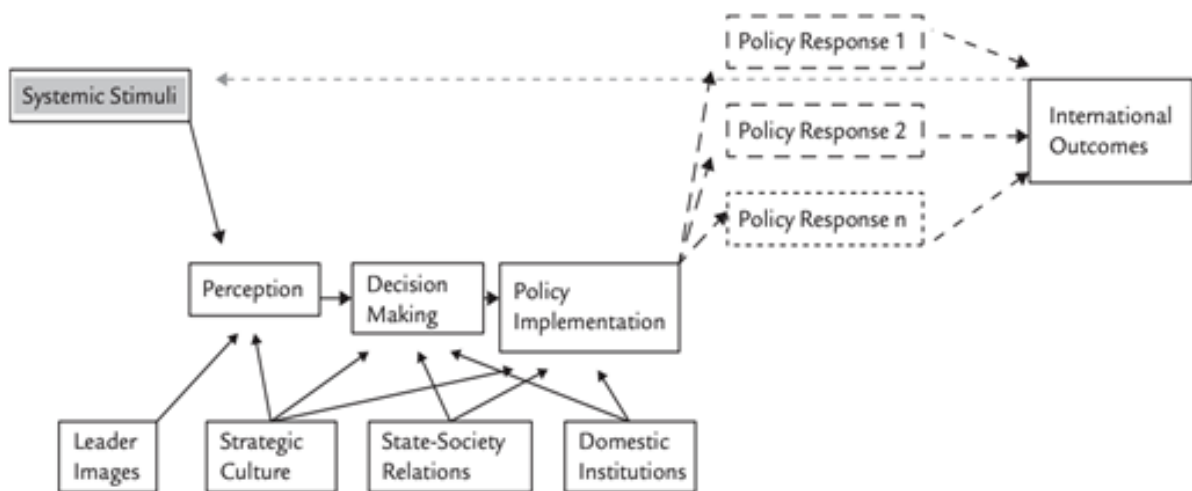 Policy Response 1
Systemic Stimuli
Policy Response 2
International
Outcomes
Policy Response n
Perception
Decision
Making
Policy
Implementation
Leader
Images
Strategic
Culture
State-Society
Relations
Domestic
Institutions